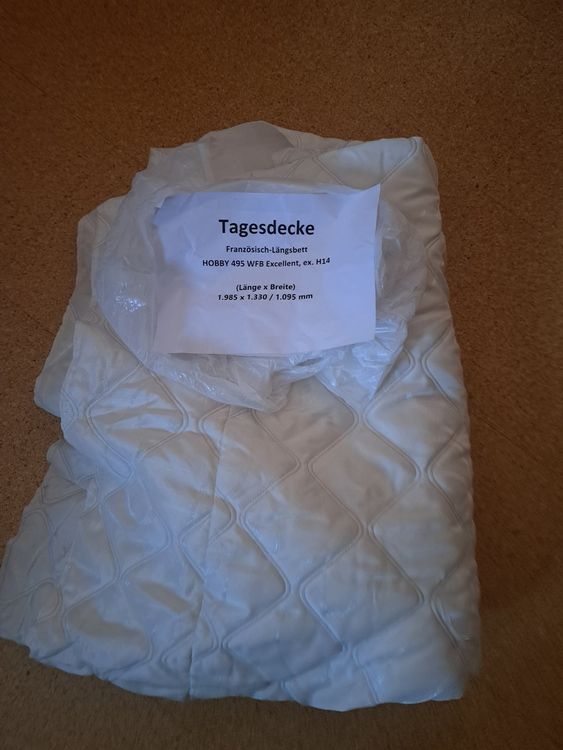 Tagesdecke
Französisch-Längsbett
HOBBY 495 WFB Excellent, ex. H14
(Länge x Breite)
1.985 x 1.330 / 1.095 mm